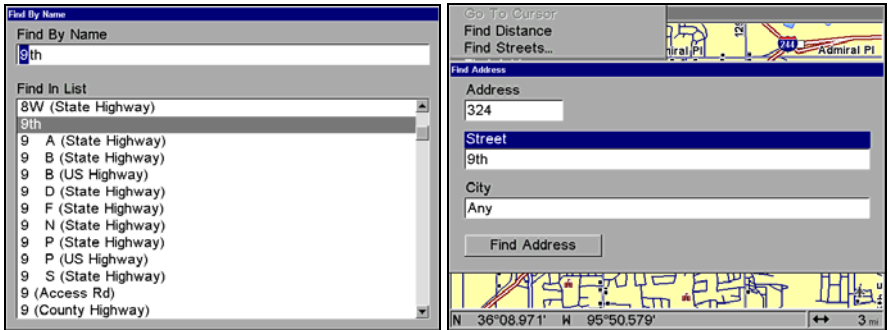 Find By Name
Find By Name
9th
Find In List
8W (State Highway)
9th
9 A (State Highway)
9 B (State Highway)
9 B (US Highway)
9 D (State Highway)
9 F (State Highway)
9 N (State Highway)
9 P (State Highway)
9 P (US Highway)
9 S (State Highway)
9 (Access Rd)
9 (County Highway)
Go To Cursor
Find Distance
Find Streets...
244
Admiral Pl
Find Address
Address
324
Street
9th
City
Any
Find Address
N 36°08.971' W 95°50.579'
↔ 3 mi